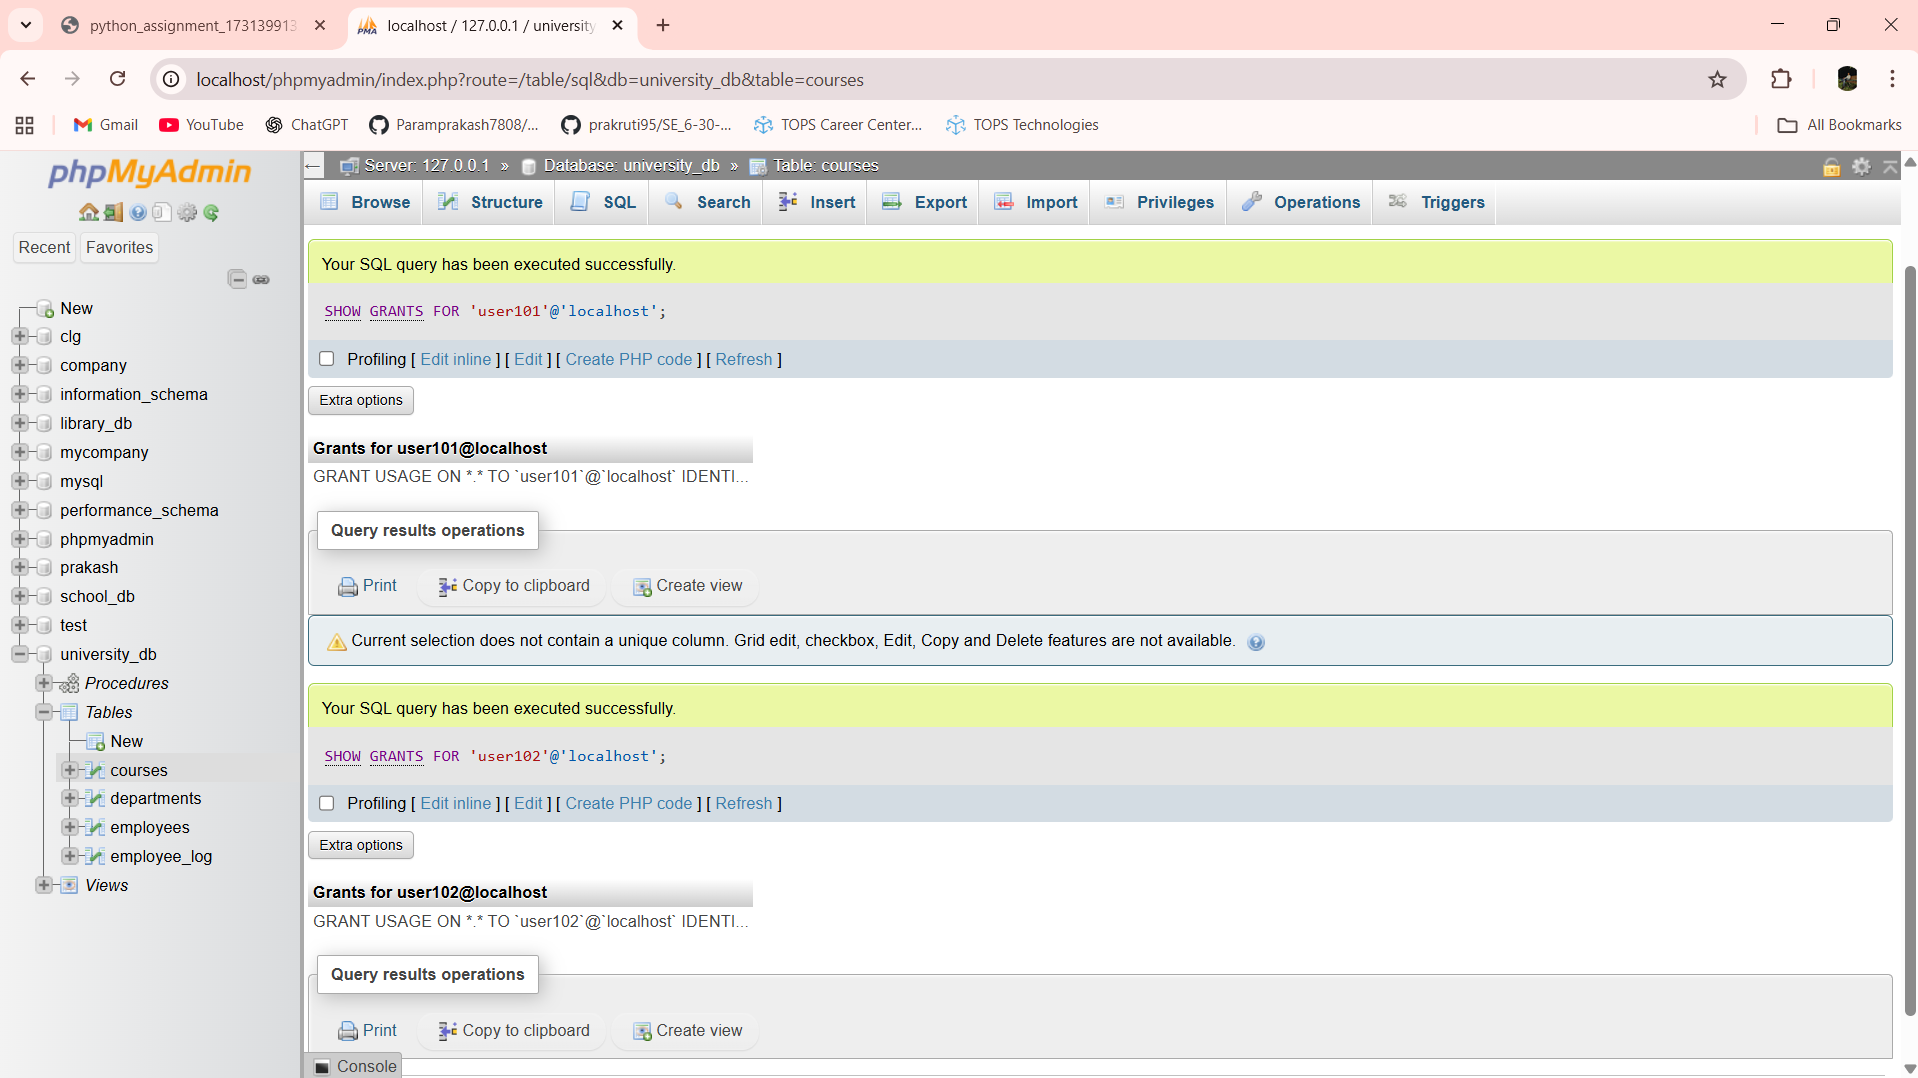 python_assignment_173139913
localhost / 127.0.0.1 / university
localhost/phpmyadmin/index.php?route=/table/sql&db=university_db&table=courses
Gmail YouTube ChatGPT Paramprakash7808/... prakruti95/SE_6-30-... TOPS Career Center... TOPS Technologies All Bookmarks
phpMyAdmin
Recent Favorites
New
clg
company
information_schema
library_db
mycompany
mysql
performance_schema
phpmyadmin
prakash
school_db
test
university_db
Procedures
Tables
New
courses
departments
employees
employee_log
Views
Server: 127.0.0.1 » Database: university_db » Table: courses
Browse Structure SQL Search Insert Export Import Privileges Operations Triggers
Your SQL query has been executed successfully.
SHOW GRANTS FOR 'user101'@'localhost';
Profiling [ Edit inline ] [ Edit ] [ Create PHP code ] [ Refresh ]
Extra options
Grants for user101@localhost
GRANT USAGE ON *.* TO `user101`@`localhost` IDENTI...
Query results operations
Print Copy to clipboard Create view
Current selection does not contain a unique column. Grid edit, checkbox, Edit, Copy and Delete features are not available.
Your SQL query has been executed successfully.
SHOW GRANTS FOR 'user102'@'localhost';
Profiling [ Edit inline ] [ Edit ] [ Create PHP code ] [ Refresh ]
Extra options
Grants for user102@localhost
GRANT USAGE ON *.* TO `user102`@`localhost` IDENTI...
Query results operations
Print Copy to clipboard Create view
Console